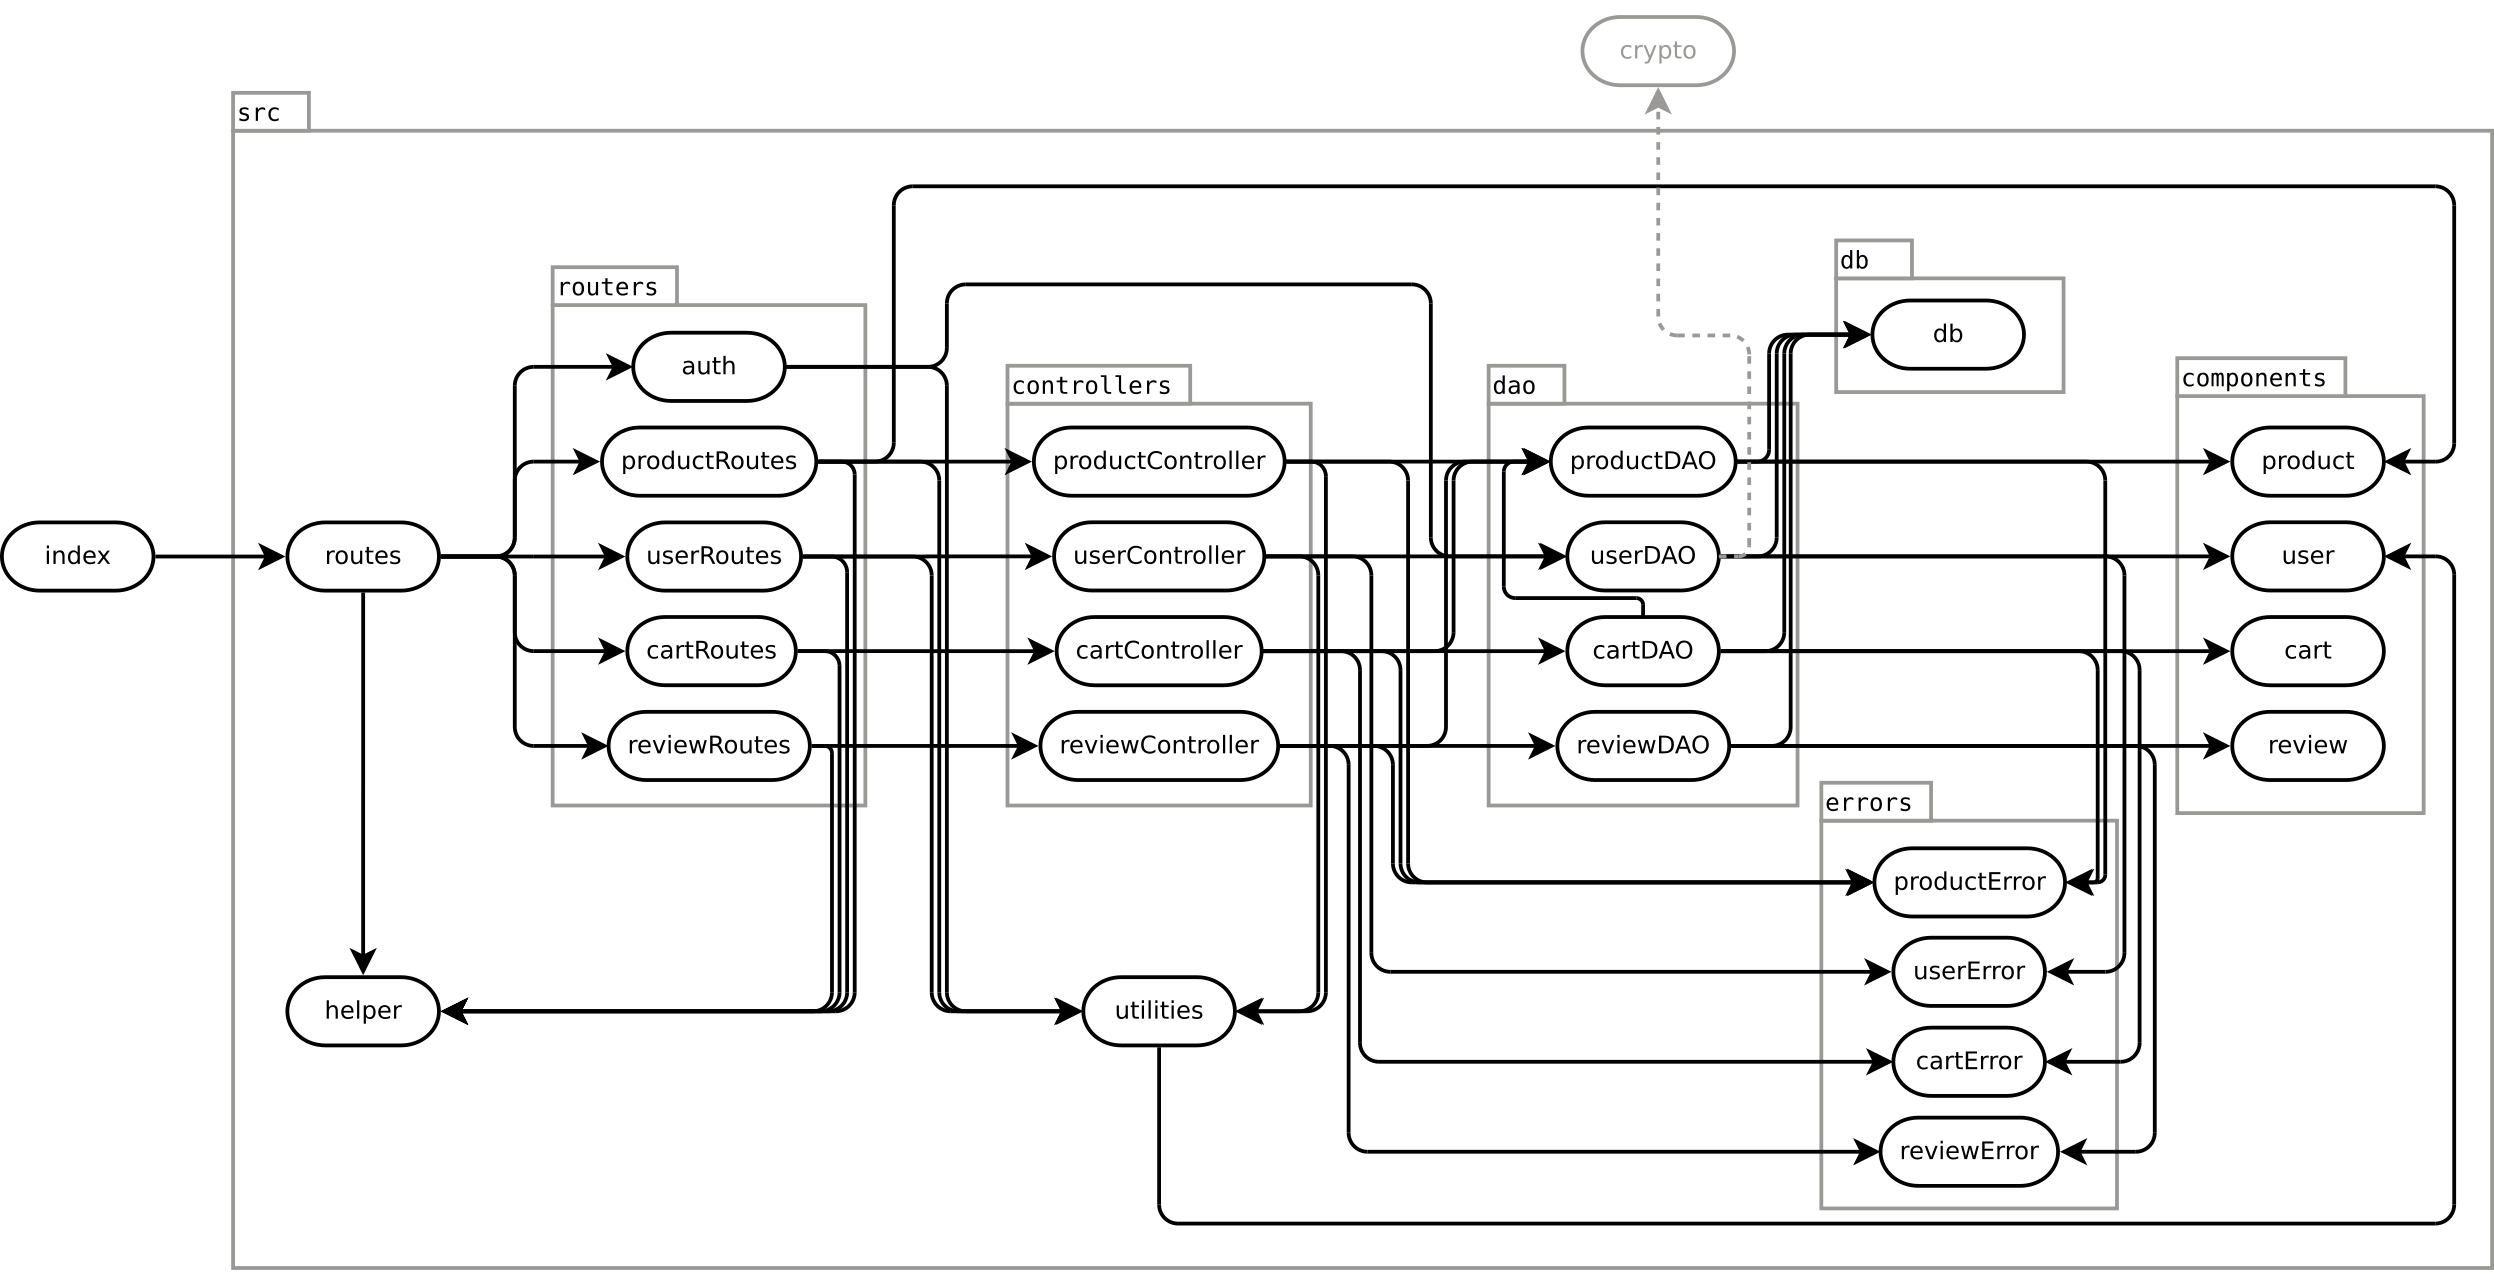 crypto
src
db
routers
db
auth
controllers
dao
components
productRoutes
productController
productDAO
product
index
routes
userRoutes
userController
userDAO
user
cartRoutes
cartController
cartDAO
cart
reviewRoutes
reviewController
reviewDAO
review
errors
productError
userError
helper
utilities
cartError
reviewError